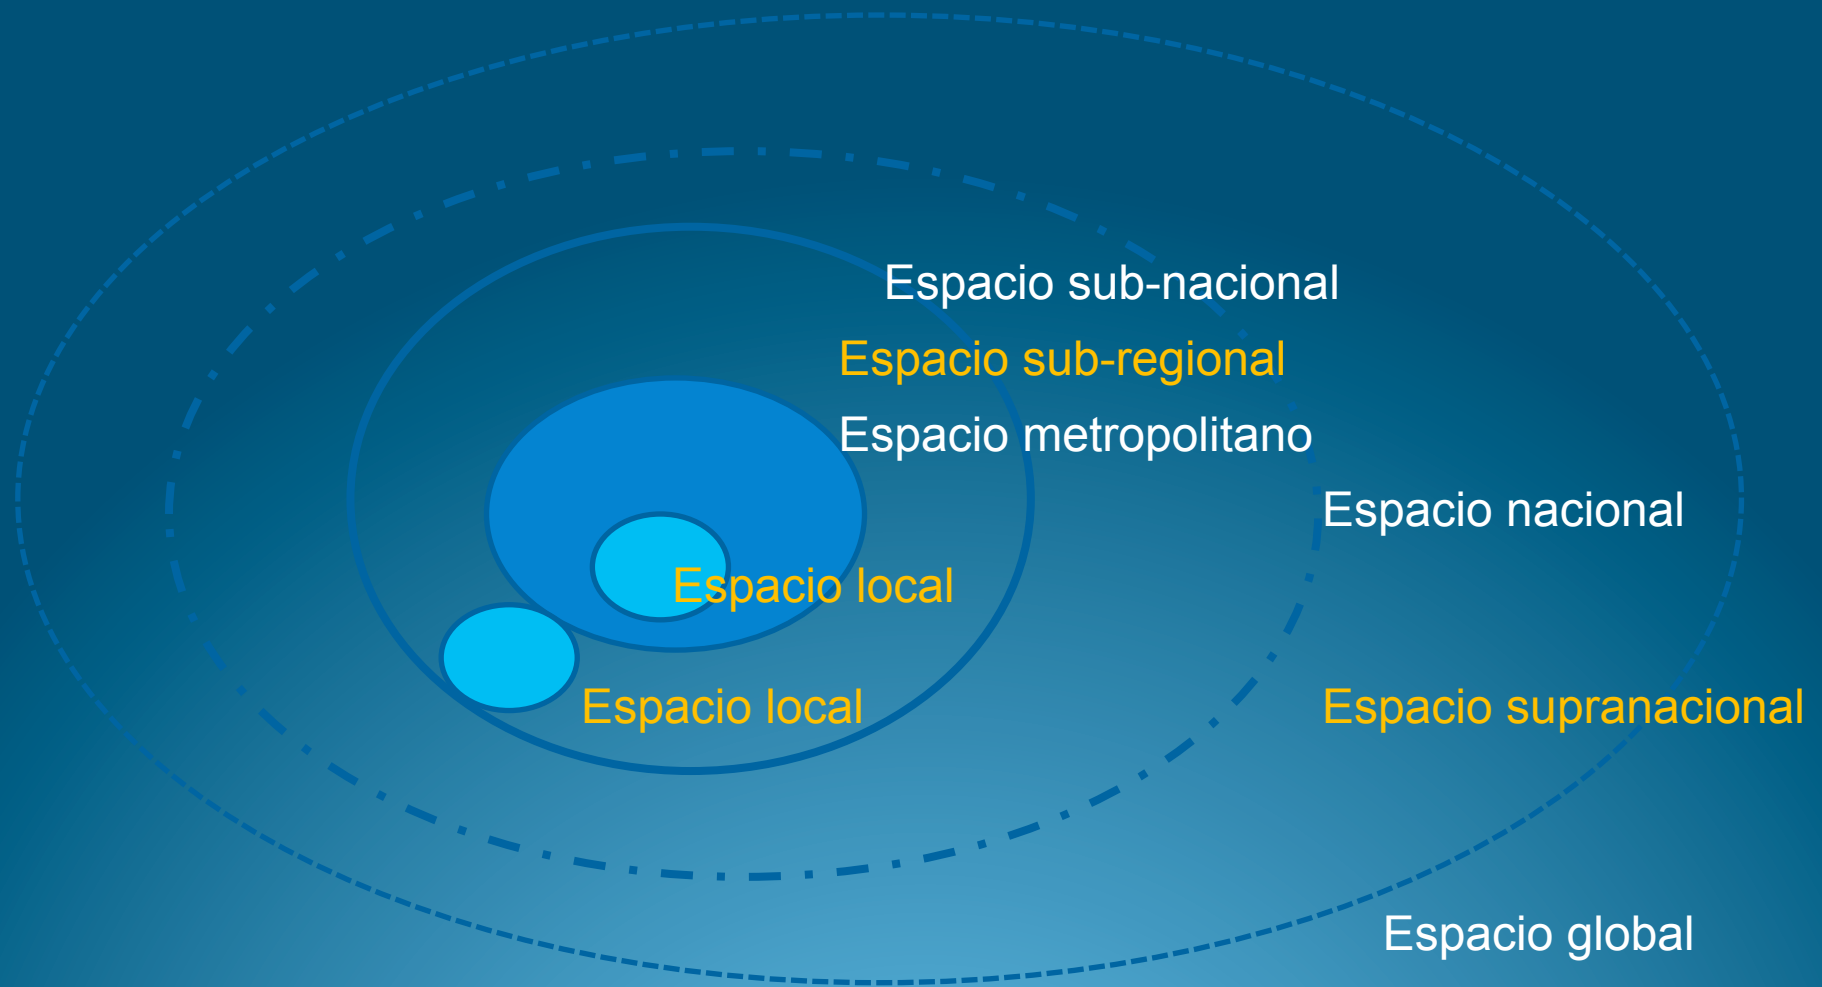 Espacio sub-nacional
Espacio sub-regional
Espacio metropolitano
Espacio nacional
Espacio local
Espacio local
Espacio supranacional
Espacio global